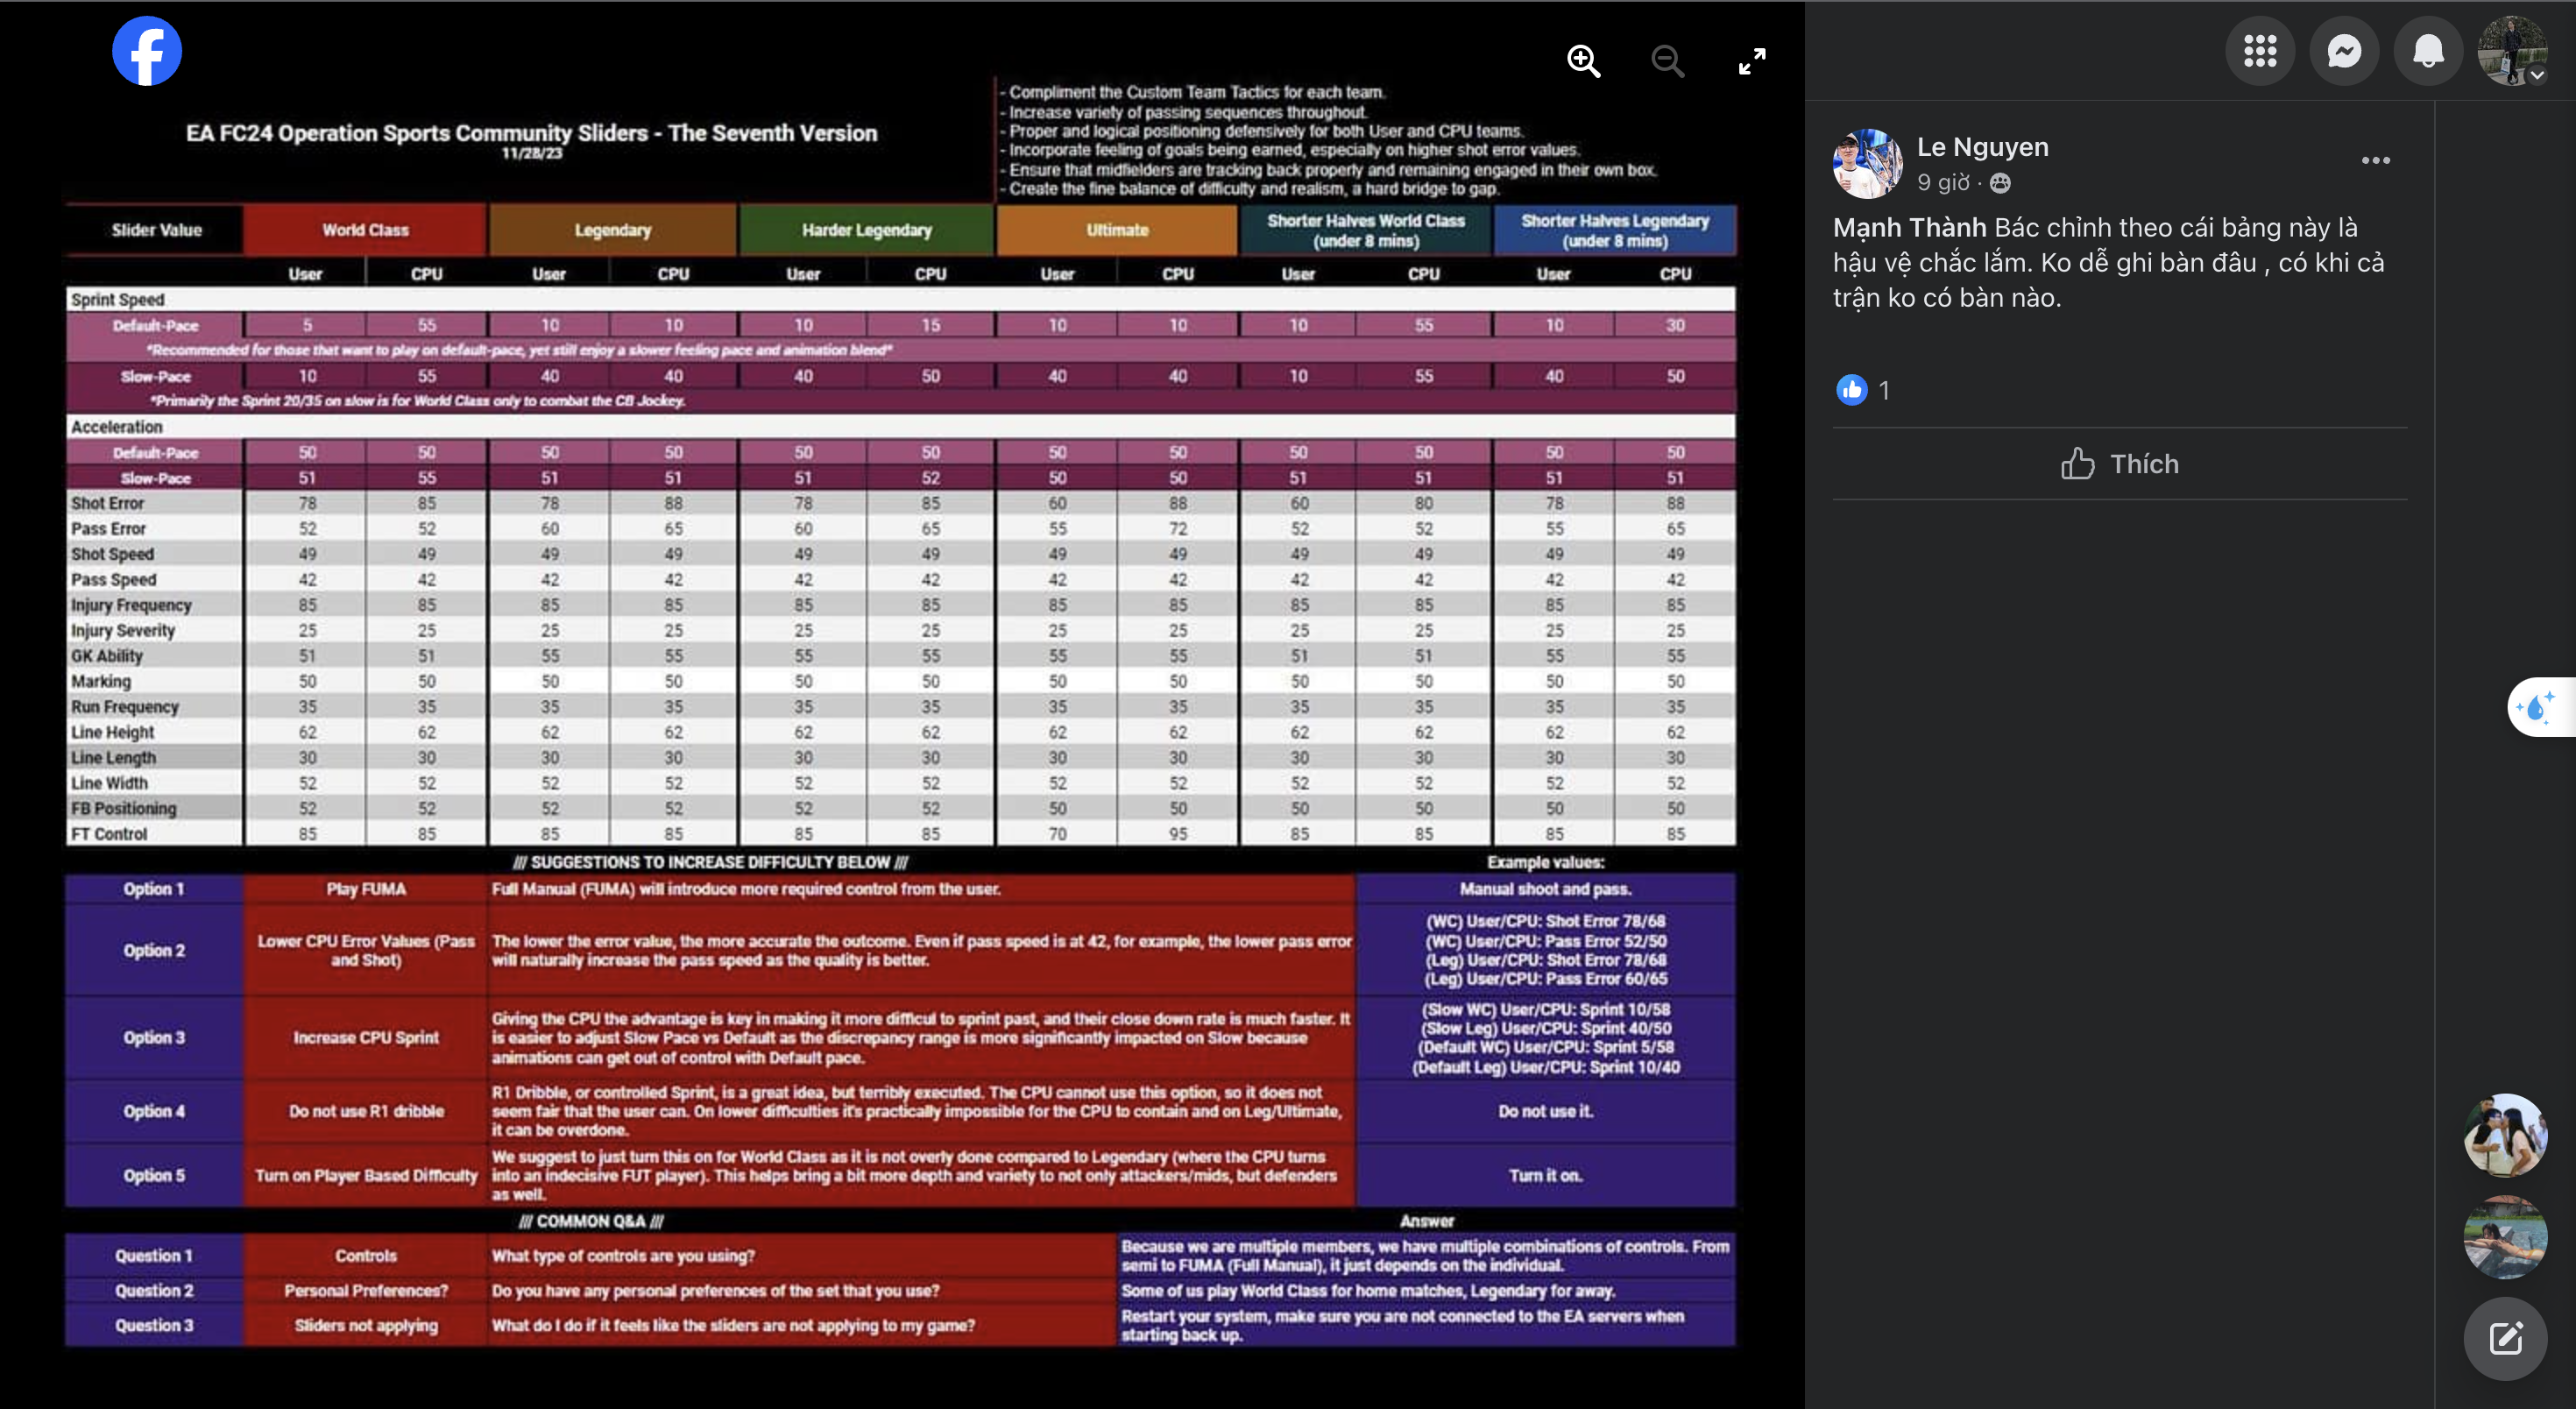 EA FC24 Operation Sports Community Sliders - The Seventh Version
11/28/23
- Compliment the Custom Team Tactics for each team.
- Increase variety of passing sequences throughout.
- Proper and logical positioning defensively for both User and CPU teams.
- Incorporate feeling of goals being earned, especially on higher shot error values.
- Ensure that midfielders are tracking back properly and remaining engaged in their own box.
- Create the fine balance of difficulty and realism, a hard bridge to gap.
Slider Value World Class Legendary Harder Legendary Ultimate Shorter Halves World Class (under 8 mins) Shorter Halves Legendary (under 8 mins)
User CPU User CPU User CPU User CPU User CPU User CPU
Sprint Speed
Default-Pace 5 55 10 10 10 15 10 10 10 55 10 30
*Recommended for those that want to play on default-pace, yet still enjoy a slower feeling pace and animation blend*
Slow-Pace 10 55 40 40 40 50 40 40 10 55 40 50
*Primarily the Sprint 20/35 on slow is for World Class only to combat the CB Jockey.
Acceleration
Default-Pace 50 50 50 50 50 50 50 50 50 50 50 50
Slow-Pace 51 55 51 51 51 52 50 50 51 51 51 51
Shot Error 78 85 78 88 78 85 60 88 60 80 78 88
Pass Error 52 52 60 65 60 65 55 72 52 52 55 65
Shot Speed 49 49 49 49 49 49 49 49 49 49 49 49
Pass Speed 42 42 42 42 42 42 42 42 42 42 42 42
Injury Frequency 85 85 85 85 85 85 85 85 85 85 85 85
Injury Severity 25 25 25 25 25 25 25 25 25 25 25 25
GK Ability 51 51 55 55 55 55 55 55 51 51 55 55
Marking 50 50 50 50 50 50 50 50 50 50 50 50
Run Frequency 35 35 35 35 35 35 35 35 35 35 35 35
Line Height 62 62 62 62 62 62 62 62 62 62 62 62
Line Length 30 30 30 30 30 30 30 30 30 30 30 30
Line Width 52 52 52 52 52 52 52 52 52 52 52 52
FB Positioning 52 52 52 52 52 52 50 50 50 50 50 50
FT Control 85 85 85 85 85 85 70 95 85 85 85 85
/// SUGGESTIONS TO INCREASE DIFFICULTY BELOW /// Example values:
Option 1 Play FUMA Full Manual (FUMA) will introduce more required control from the user. Manual shoot and pass.
Option 2 Lower CPU Error Values (Pass and Shot)
The lower the error value, the more accurate the outcome. Even if pass speed is at 42, for example, the lower pass error
will naturally increase the pass speed as the quality is better.
(WC) User/CPU: Shot Error 78/68
(WC) User/CPU: Pass Error 52/50
(Leg) User/CPU: Shot Error 78/68
(Leg) User/CPU: Pass Error 60/65
Option 3 Increase CPU Sprint
Giving the CPU the advantage is key in making it more difficul to sprint past, and their close down rate is much faster. It
is easier to adjust Slow Pace vs Default as the discrepancy range is more significantly impacted on Slow because
animations can get out of control with Default pace.
(Slow WC) User/CPU: Sprint 10/58
(Slow Leg) User/CPU: Sprint 40/50
(Default WC) User/CPU: Sprint 5/58
(Default Leg) User/CPU: Sprint 10/40
Option 4 Do not use R1 dribble
R1 Dribble, or controlled Sprint, is a great idea, but terribly executed. The CPU cannot use this option, so it does not
seem fair that the user can. On lower difficulties it's practically impossible for the CPU to contain and on Leg/Ultimate,
it can be overdone.
Do not use it.
Option 5 Turn on Player Based Difficulty
We suggest to just turn this on for World Class as it is not overly done compared to Legendary (where the CPU turns
into an indecisive FUT player). This helps bring a bit more depth and variety to not only attackers/mids, but defenders
as well.
Turn it on.
/// COMMON Q&A /// Answer
Question 1 Controls What type of controls are you using?
Because we are multiple members, we have multiple combinations of controls. From
semi to FUMA (Full Manual), it just depends on the individual.
Question 2 Personal Preferences? Do you have any personal preferences of the set that you use? Some of us play World Class for home matches, Legendary for away.
Question 3 Sliders not applying What do I do if it feels like the sliders are not applying to my game?
Restart your system, make sure you are not connected to the EA servers when
starting back up.
Le Nguyen
9 giờ ·
Mạnh Thành Bác chỉnh theo cái bảng này là
hậu vệ chắc lắm. Ko dễ ghi bàn đâu , có khi cả
trận ko có bàn nào.
1
Thích